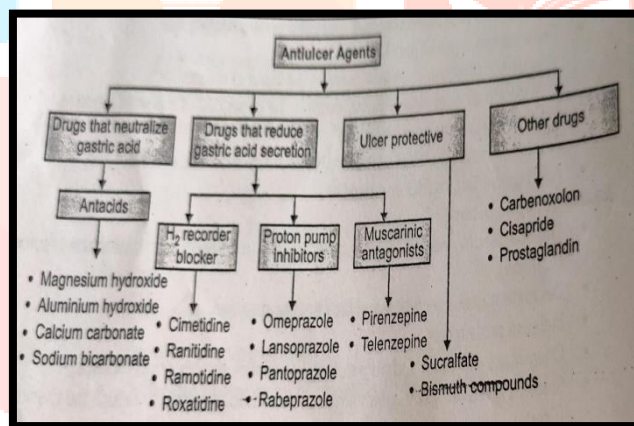 Antiulcer Agents
Drugs that neutralize
gastric acid
Drugs that reduce
gastric acid secretion
Ulcer protective
Other drugs
Antacids
H₂ recorder
blocker
Proton pump
inhibitors
Muscarinic
antagonists
• Carbenoxolon
• Cisapride
• Prostaglandin
• Magnesium hydroxide
• Aluminium hydroxide
• Calcium carbonate
• Sodium bicarbonate
• Cimetidine
• Ranitidine
• Ramotidine
• Roxatidine
• Omeprazole
• Lansoprazole
• Pantoprazole
• Rabeprazole
• Pirenzepine
• Telenzepine
• Sucralfate
• Bismuth compounds